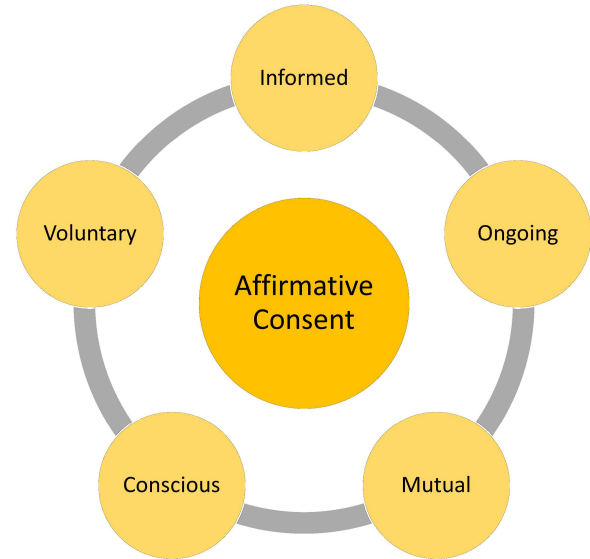 Informed
Voluntary
Ongoing
Affirmative
Consent
Conscious
Mutual